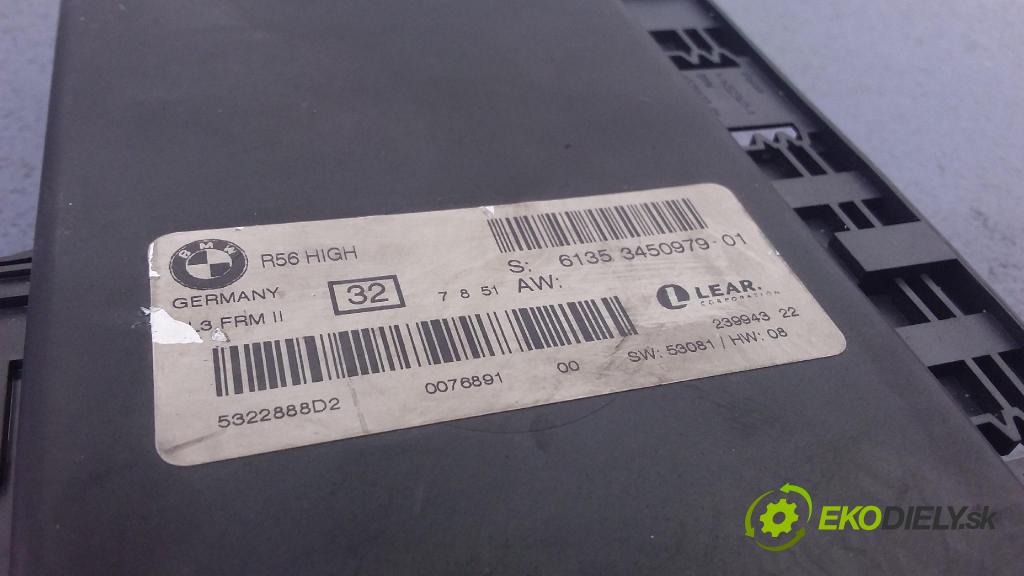 BMW
R56 HIGH
GERMANY
.3 FRM II
32
7 8 51
S: 6135 3450979 01
AW:
LEAR.
CORPORATION
239943 22
SW: 53081 / HW: 08
5322888D2 0076891 00
EKODIELY.sk